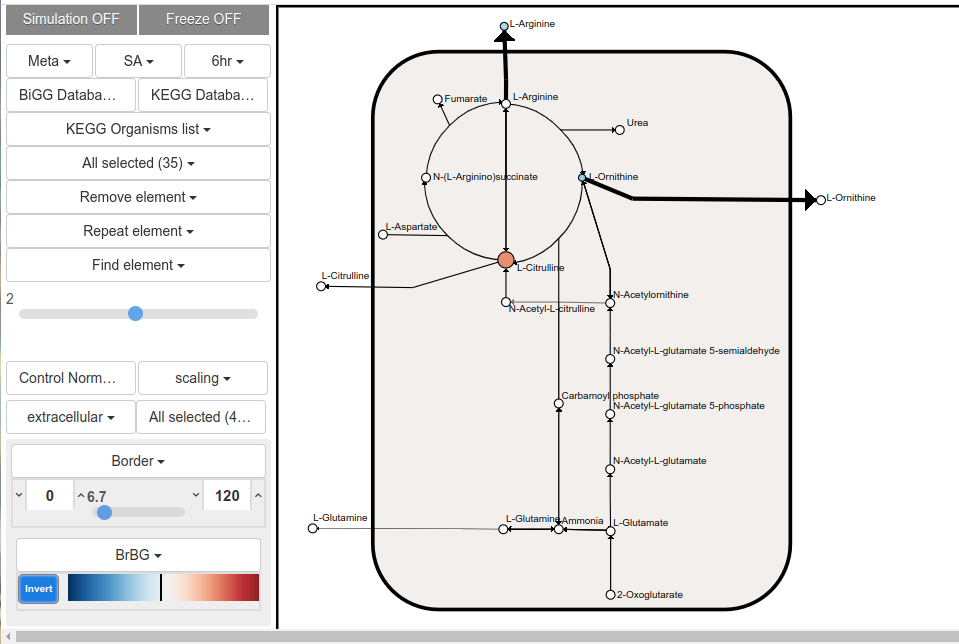 Simulation OFF Freeze OFF
Meta SA 6hr
BiGG Databa... KEGG Databa...
KEGG Organisms list
All selected (35)
Remove element
Repeat element
Find element
2
Control Norm... scaling
extracellular All selected (4...
Border
0 6.7 120
BrBG
Invert
L-Arginine
Fumarate L-Arginine
Urea
N-(L-Arginino)succinate L-Ornithine
L-Ornithine
L-Aspartate
L-Citrulline
L-Citrulline
N-Acetylornithine
N-Acetyl-L-citrulline
N-Acetyl-L-glutamate 5-semialdehyde
Carbamoyl phosphate
N-Acetyl-L-glutamate 5-phosphate
N-Acetyl-L-glutamate
L-Glutamine L-Glutamine Ammonia L-Glutamate
2-Oxoglutarate